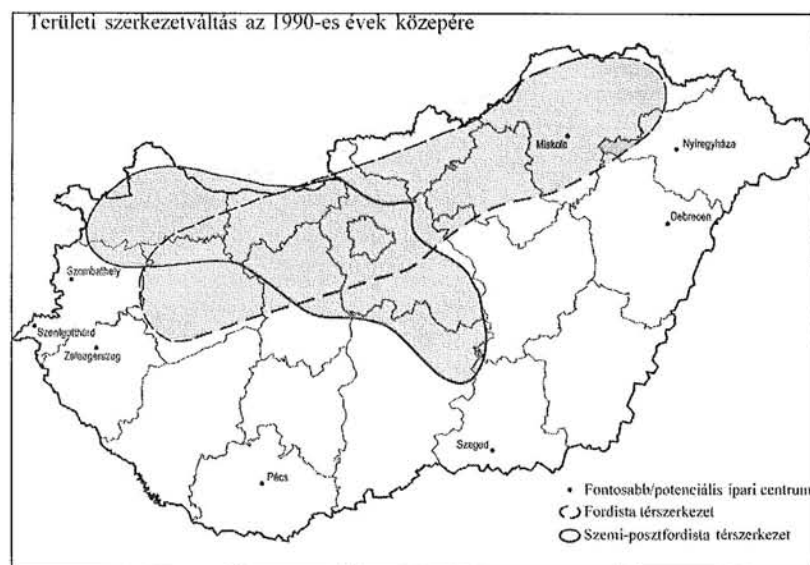 Területi szerkezetváltás az 1990-es évek közepére
Miskolc
Nyíregyháza
Debrecen
Szombathely
Szentgotthárd
Zalaegerszeg
Szeged
Pécs
Fontosabb/potenciális ipari centrum
Fordista térszerkezet
Szemi-posztfordista térszerkezet